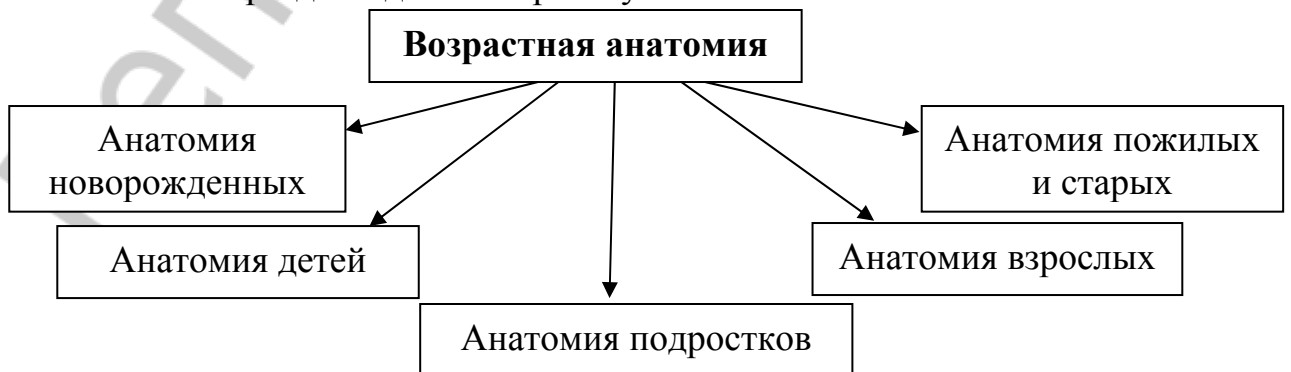 Возрастная анатомия
Анатомия
новорожденных
Анатомия пожилых
и старых
Анатомия детей
Анатомия взрослых
Анатомия подростков